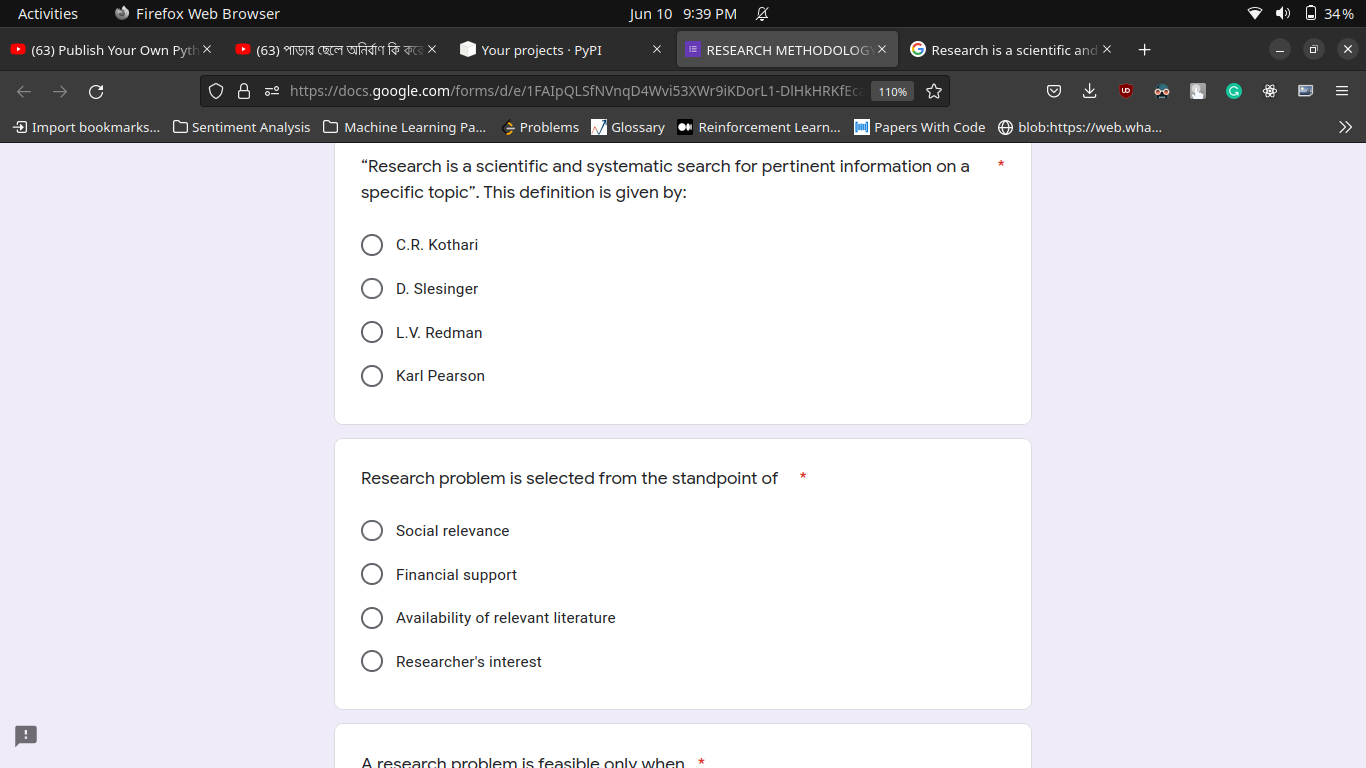 Activities Firefox Web Browser Jun 10 9:39 PM 34%
(63) Publish Your Own Pyth × (63) পাড়ার ছেলে অনির্বাণ কি করে × Your projects · PyPI × RESEARCH METHODOLOG × Research is a scientific and ×
https://docs.google.com/forms/d/e/1FAIpQLSfNVnqD4Wvi53XWr9iKDorL1-DlHkHRKfEca 110%
Import bookmarks... Sentiment Analysis Machine Learning Pa... Problems Glossary Reinforcement Learn... Papers With Code blob:https://web.wha...
“Research is a scientific and systematic search for pertinent information on a *
specific topic”. This definition is given by:
C.R. Kothari
D. Slesinger
L.V. Redman
Karl Pearson
Research problem is selected from the standpoint of *
Social relevance
Financial support
Availability of relevant literature
Researcher's interest
A research problem is feasible only when *